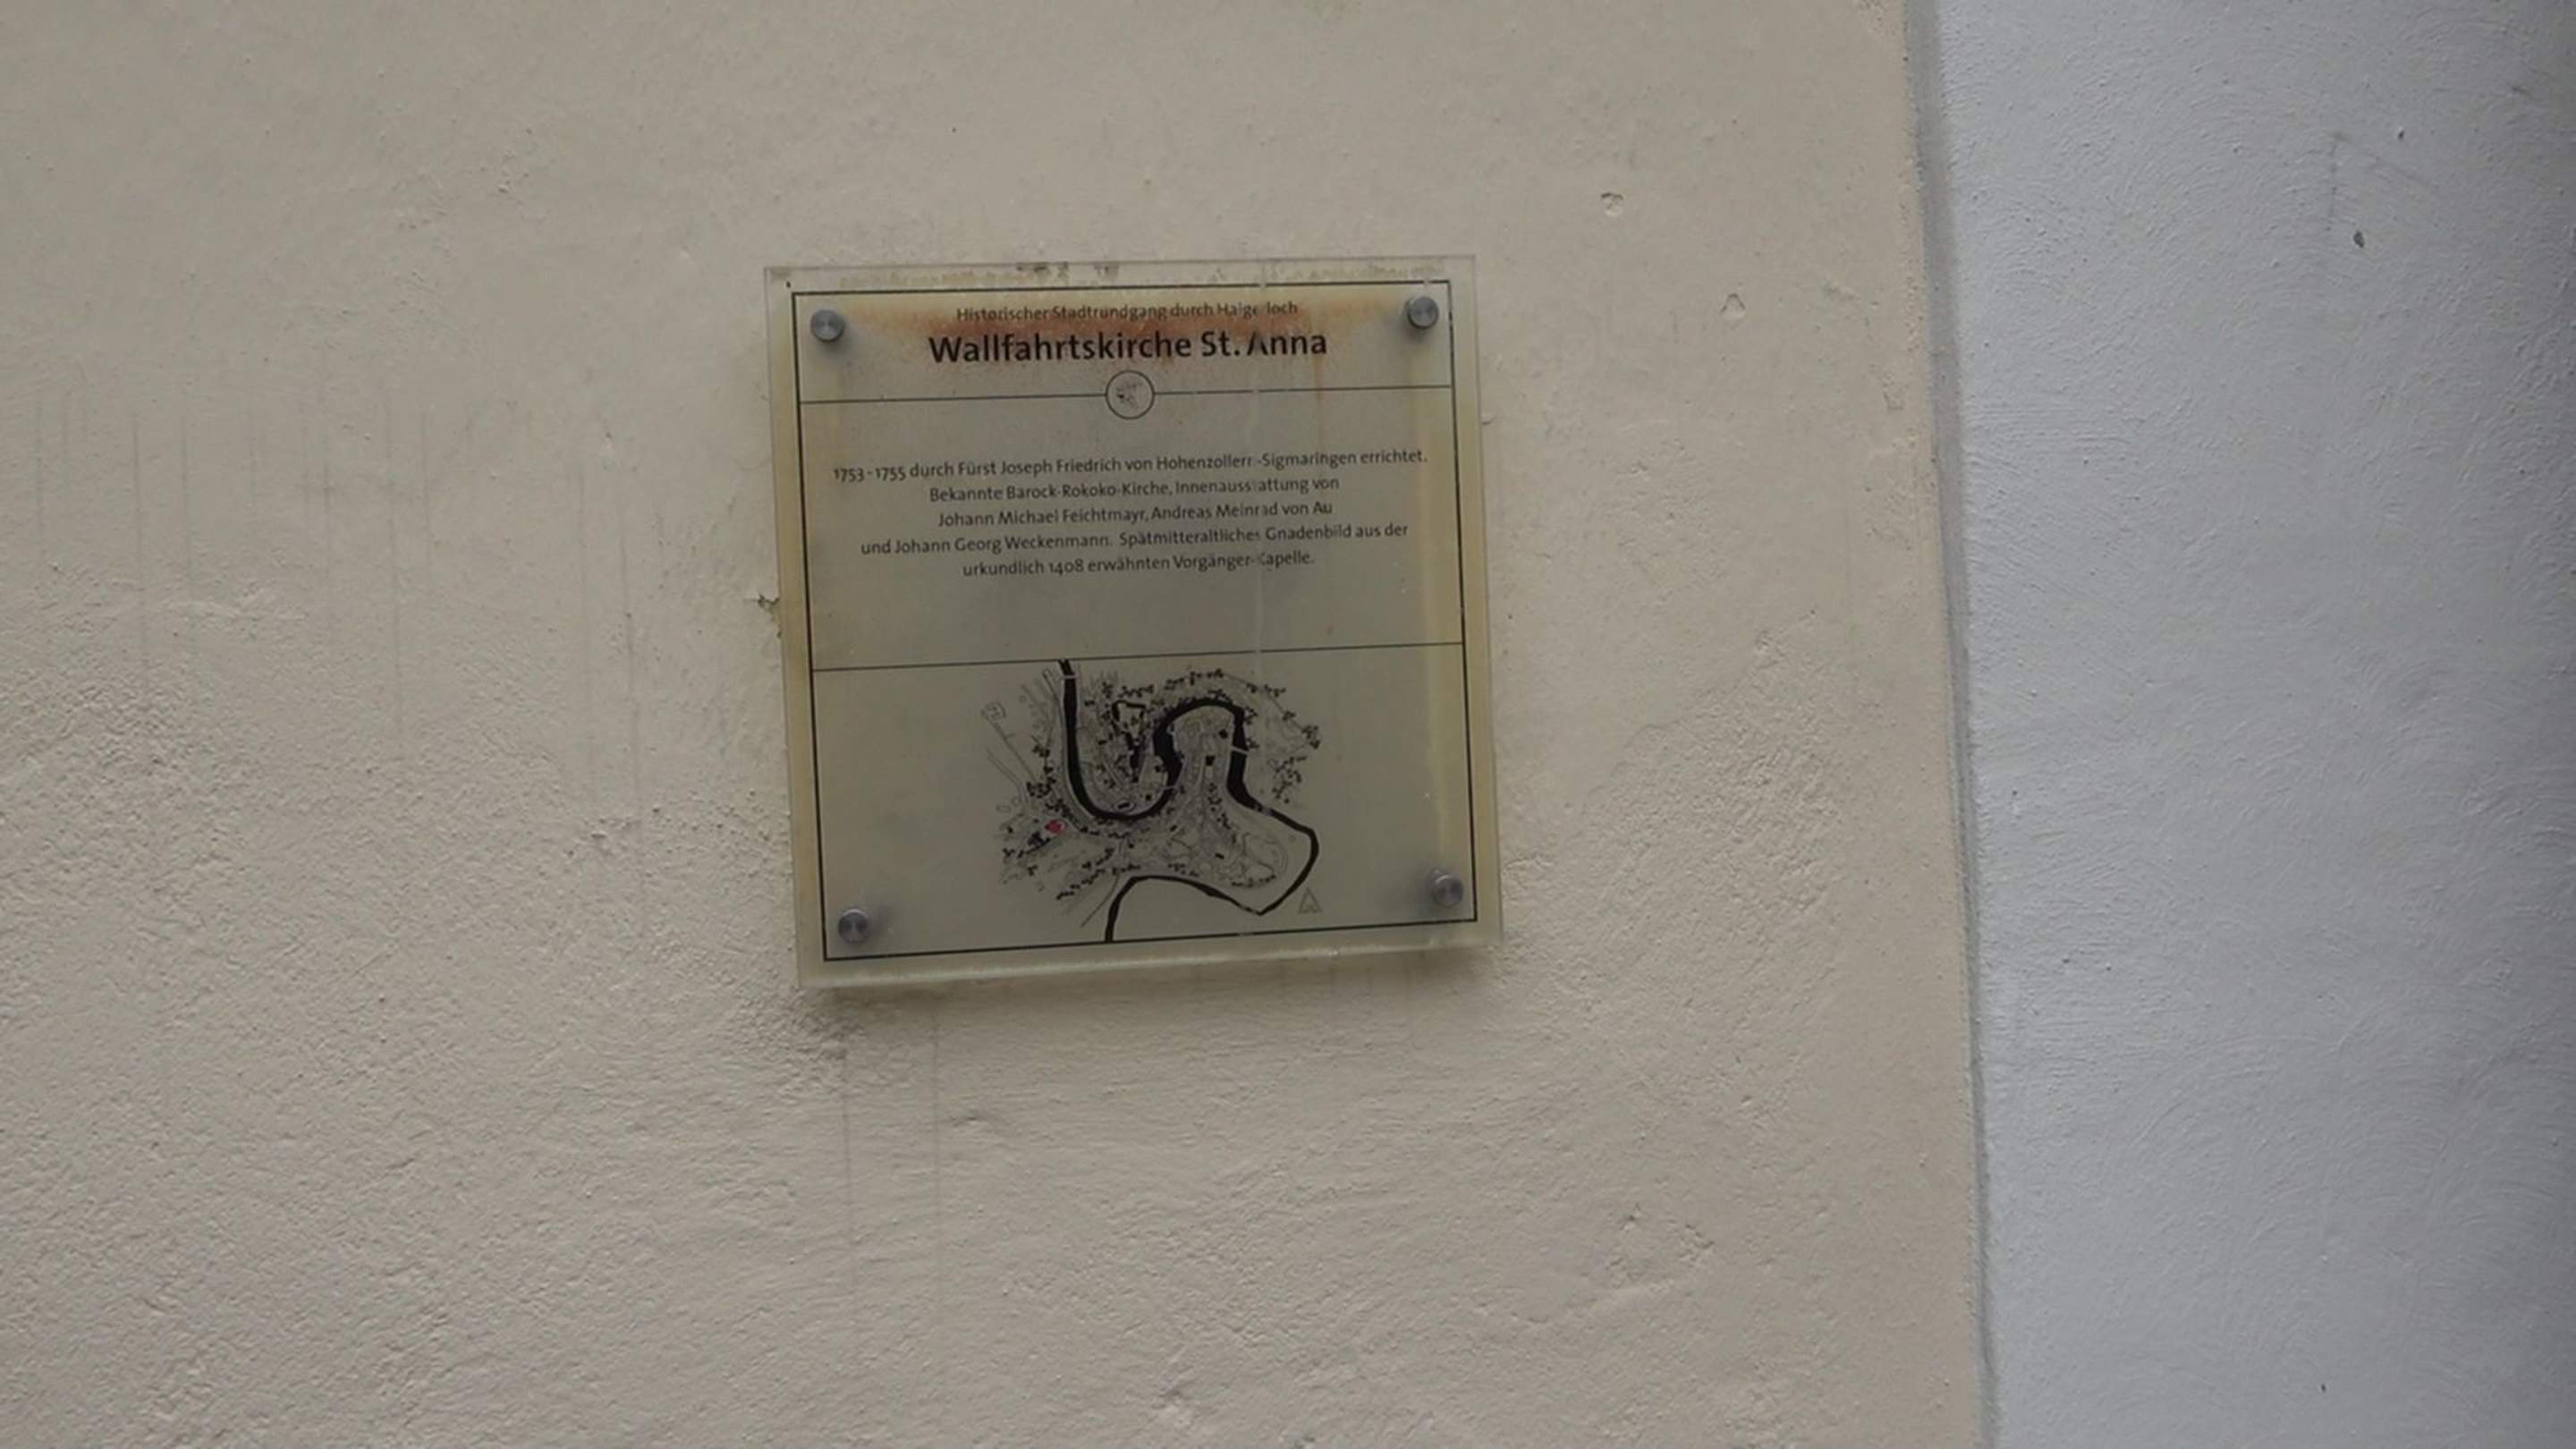 Historischer Stadtrundgang durch Haigerloch
Wallfahrtskirche St. Anna
1753-1755 durch Fürst Joseph Friedrich von Hohenzollern-Sigmaringen errichtet.
Bekannte Barock-Rokoko-Kirche, Innenausstattung von
Johann Michael Feichtmayr, Andreas Meinrad von Au
und Johann Georg Weckenmann. Spätmitteraltliches Gnadenbild aus der
urkundlich 1408 erwähnten Vorgänger-Kapelle.